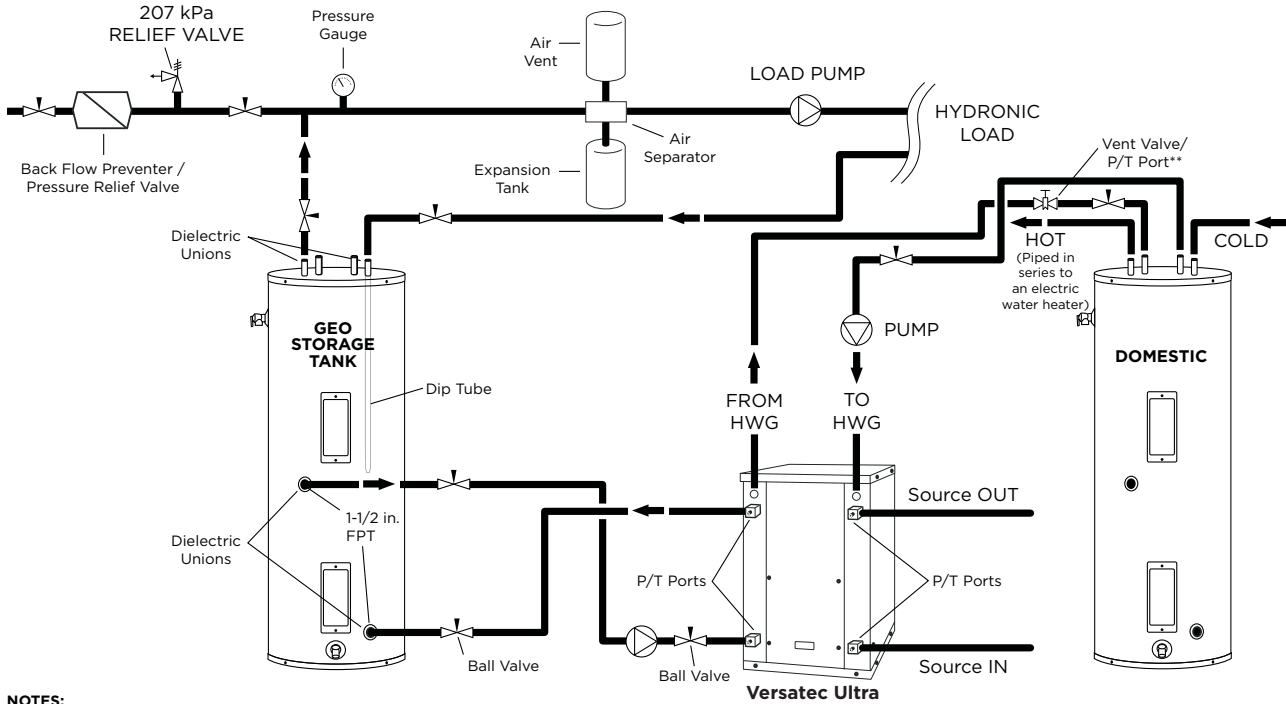 207 kPa
RELIEF VALVE
Pressure
Gauge
Air
Vent
LOAD PUMP
HYDRONIC
LOAD
Back Flow Preventer /
Pressure Relief Valve
Air
Separator
Expansion
Tank
Vent Valve/
P/T Port**
Dielectric
Unions
HOT
(Piped in
series to
an electric
water heater)
COLD
GEO
STORAGE
TANK
PUMP
DOMESTIC
Dip Tube
FROM
HWG
TO
HWG
Source OUT
1-1/2 in.
FPT
Dielectric
Unions
P/T Ports
P/T Ports
Ball Valve
Ball Valve
Source IN
Versatec Ultra
NOTES: